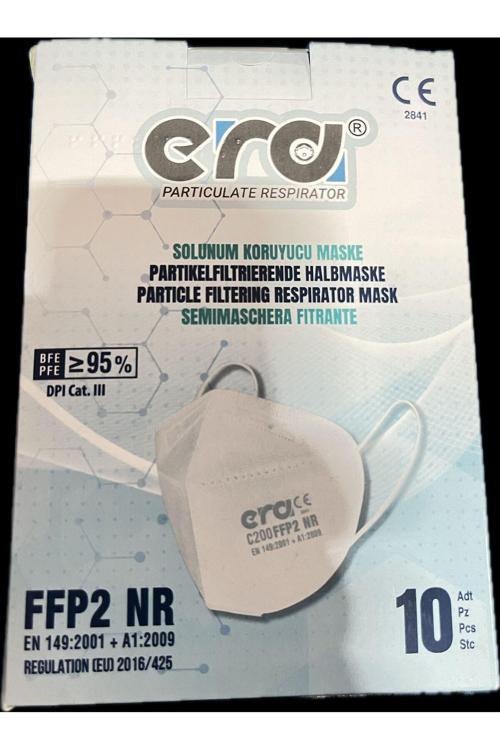 CE
2841
era®
PARTICULATE RESPIRATOR
SOLUNUM KORUYUCU MASKE
PARTIKELFILTRIERENDE HALBMASKE
PARTICLE FILTERING RESPIRATOR MASK
SEMIMASCHERA FITRANTE
BFE
PFE
≥95%
DPI Cat. III
era CE
C200 FFP2 NR
EN 149:2001 + A1:2009
FFP2 NR
EN 149:2001 + A1:2009
REGULATION (EU) 2016/425
10
Adt
Pz
Pcs
Stc